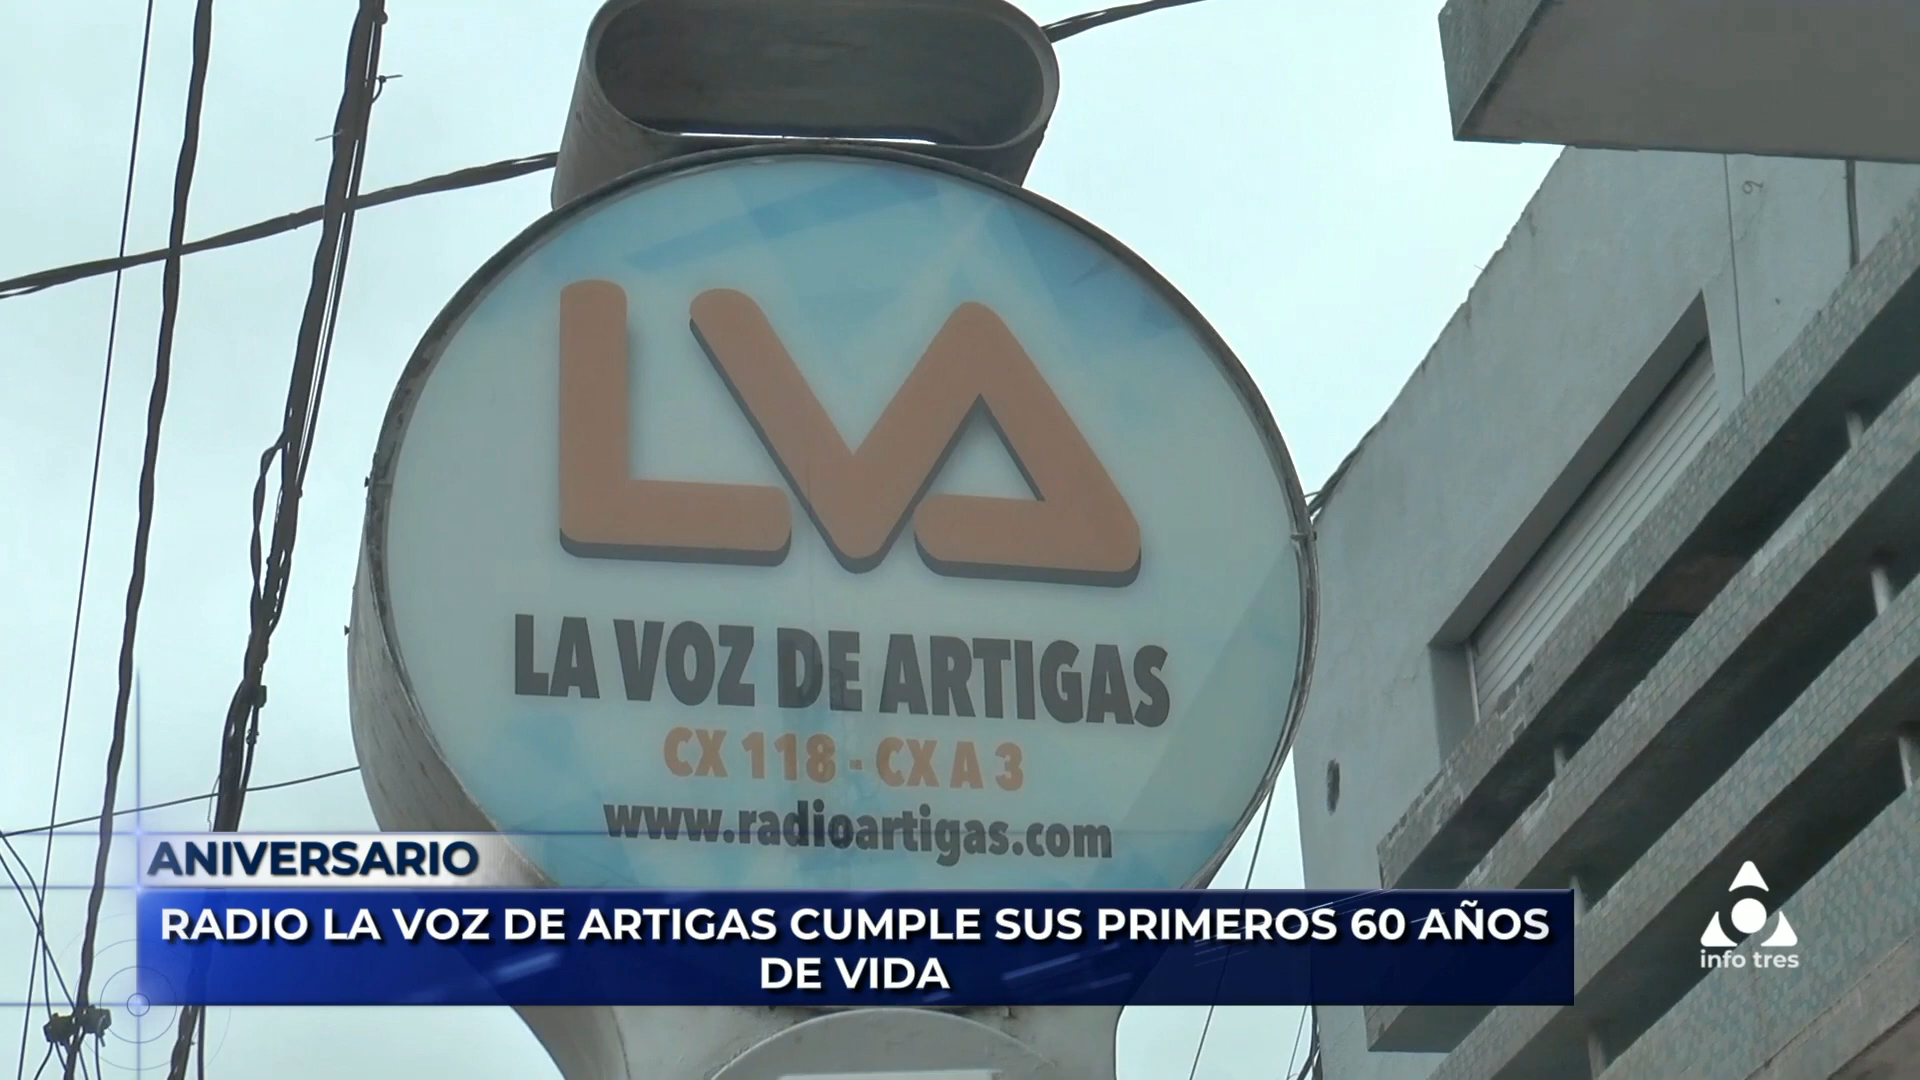 LVA
LA VOZ DE ARTIGAS
CX 118 - CX A 3
www.radioartigas.com
ANIVERSARIO
RADIO LA VOZ DE ARTIGAS CUMPLE SUS PRIMEROS 60 AÑOS
DE VIDA
info tres